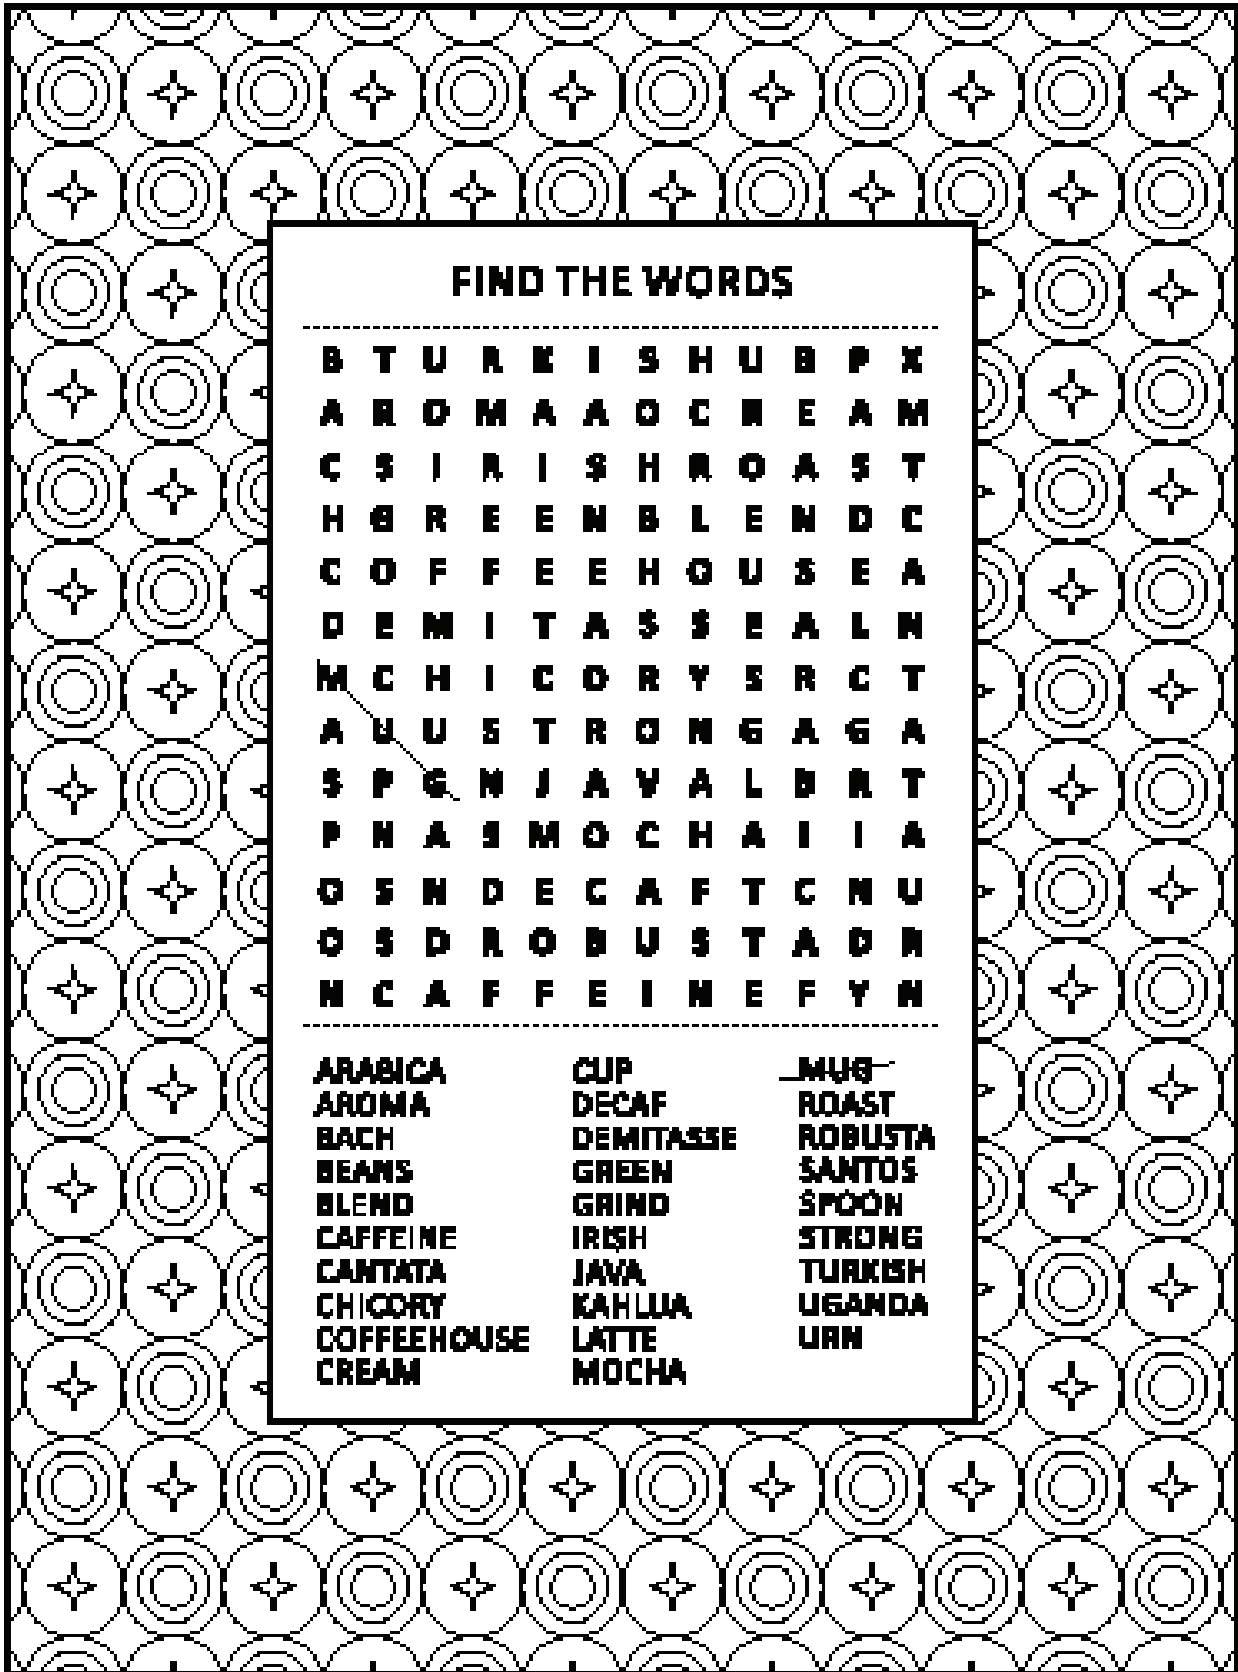 FIND THE WORDS
B T U R K I S H U B P X
A R O M A A O C R E A M
C S I R I S H R O A S T
H G R E E N B L E N D C
C O F F E E H O U S E A
D E M I T A S S E A L N
M C H I C O R Y S R C T
A U U S T R O N G A G A
S P G N J A V A L B R T
P N A S M O C H A I I A
O S N D E C A F T C N U
O S D R O B U S T A D R
N C A F F E I N E F Y N
ARABICA
AROMA
BACH
BEANS
BLEND
CAFFEINE
CANTATA
CHICORY
COFFEEHOUSE
CREAM
CUP
DECAF
DEMITASSE
GREEN
GRIND
IRISH
JAVA
KAHLUA
LATTE
MOCHA
MUG
ROAST
ROBUSTA
SANTOS
SPOON
STRONG
TURKISH
UGANDA
URN